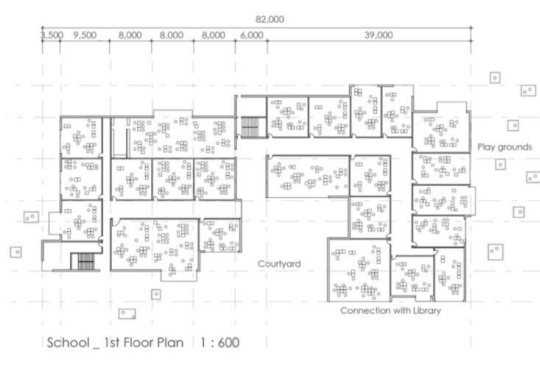 82,000
3,500 9,500 8,000 8,000 8,000 6,000 39,000
Play grounds
Courtyard
Connection with Library
School _ 1st Floor Plan 1 : 600